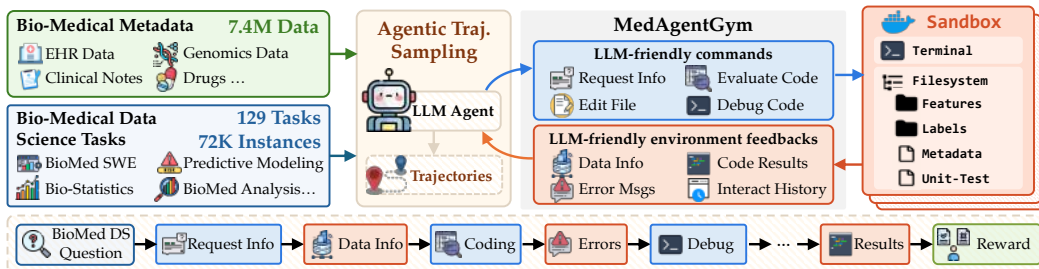 Bio-Medical Metadata 7.4M Data
EHR Data
Genomics Data
Clinical Notes
Drugs ...
Bio-Medical Data
Science Tasks
129 Tasks
72K Instances
BioMed SWE
Predictive Modeling
Bio-Statistics
BioMed Analysis...
Agentic Traj.
Sampling
LLM Agent
Trajectories
MedAgentGym
LLM-friendly commands
Request Info
Evaluate Code
Edit File
Debug Code
LLM-friendly environment feedbacks
Data Info
Code Results
Error Msgs
Interact History
Sandbox
Terminal
Filesystem
Features
Labels
Metadata
Unit-Test
BioMed DS
Question
Request Info
Data Info
Coding
Errors
Debug
...
Results
Reward